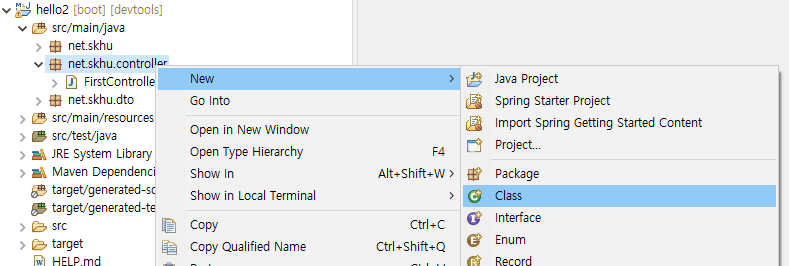 hello2 [boot] [devtools]
src/main/java
net.skhu
net.skhu.controller
FirstControlle
net.skhu.dto
src/main/resources
src/test/java
JRE System Library
Maven Dependenci
target/generated-so
target/generated-te
src
target
HELP.md
New
Go Into
Open in New Window
Open Type Hierarchy F4
Show In Alt+Shift+W
Show in Local Terminal
Copy Ctrl+C
Copy Qualified Name Ctrl+Shift+Q
Java Project
Spring Starter Project
Import Spring Getting Started Content
Project...
Package
Class
Interface
Enum
Record